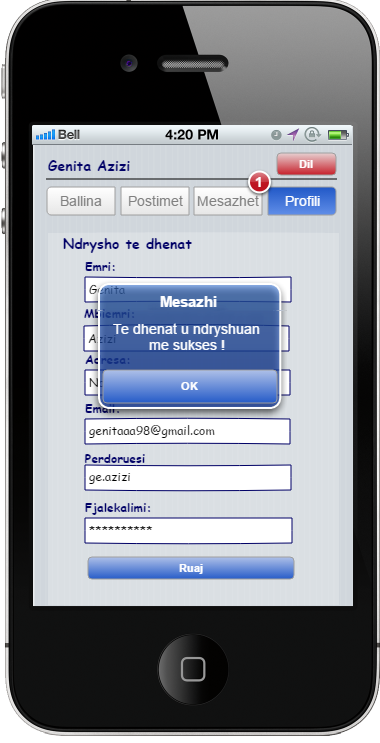 Bell 4:20 PM
Genita Azizi Dil
1
Ballina Postimet Mesazhet Profili
Ndrysho te dhenat
Emri:
Genita
Mbiemri:
Azizi
Adresa:
Email:
genitaaa98@gmail.com
Perdoruesi
ge.azizi
Fjalekalimi:
**********
Ruaj
Mesazhi
Te dhenat u ndryshuan
me sukses !
OK